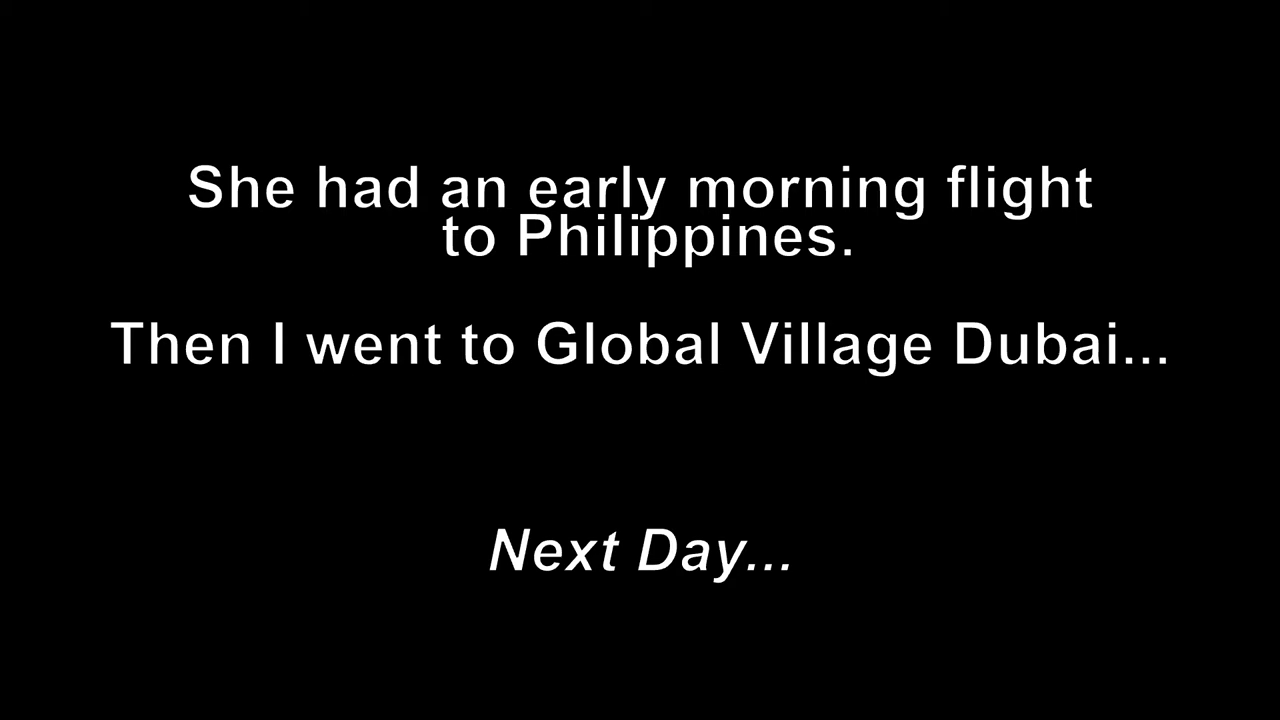 She had an early morning flight
to Philippines.
Then I went to Global Village Dubai...
Next Day...